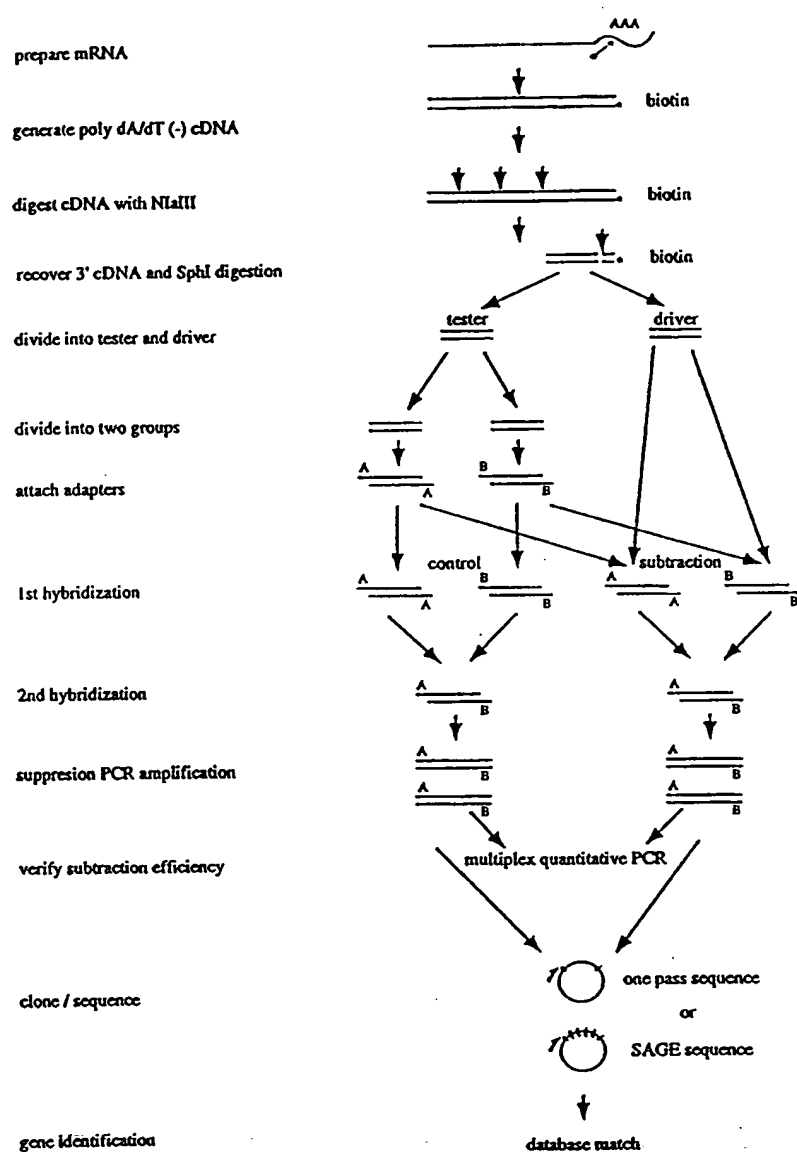 AAA
prepare mRNA
biotin
generate poly dA/dT (-) cDNA
digest cDNA with NlaIII
biotin
recover 3' cDNA and SphI digestion
biotin
tester
driver
divide into tester and driver
divide into two groups
A
B
attach adapters
A
B
control
subtraction
A
B
A
B
1st hybridization
A
B
A
B
A
A
2nd hybridization
B
B
A
A
suppresion PCR amplification
B
B
A
A
B
B
verify subtraction efficiency
multiplex quantitative PCR
clone / sequence
one pass sequence
or
SAGE sequence
gene identification
database match